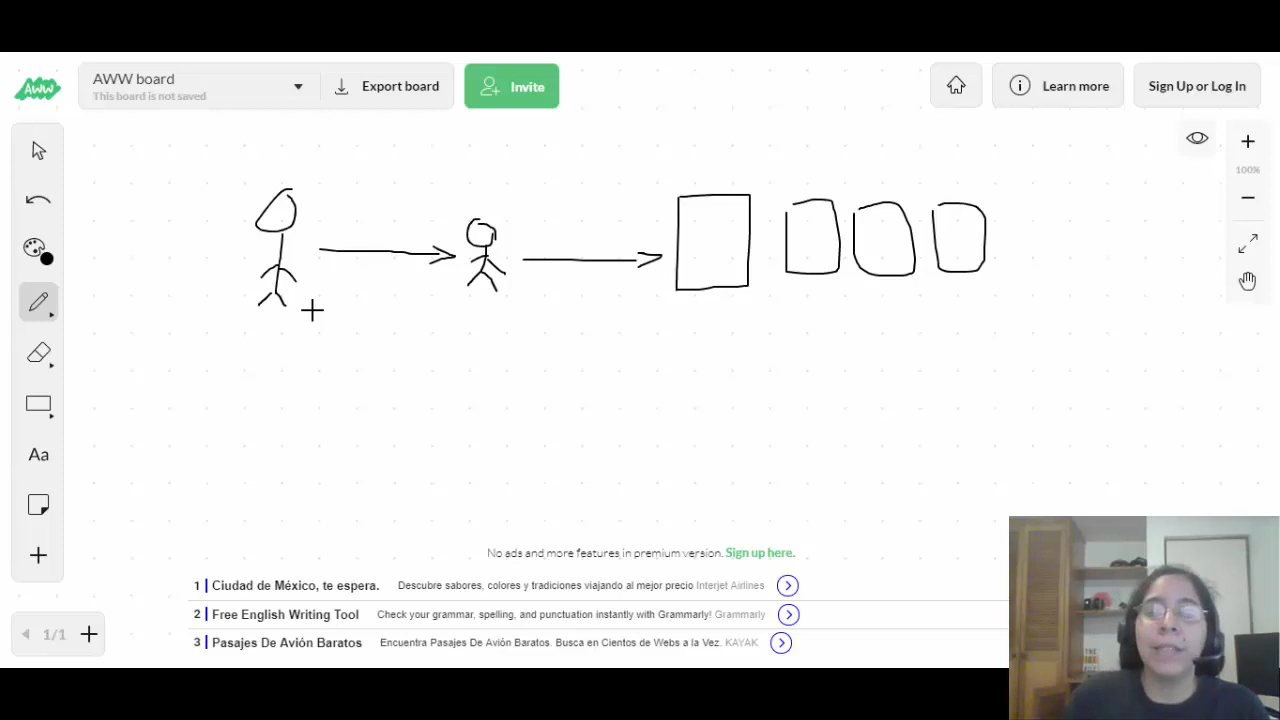 AWW
AWW board
This board is not saved
Export board
Invite
Learn more
Sign Up or Log In
100%
Aa
No ads and more features in premium version. Sign up here.
1 Ciudad de México, te espera. Descubre sabores, colores y tradiciones viajando al mejor precio Interjet Airlines
2 Free English Writing Tool Check your grammar, spelling, and punctuation instantly with Grammarly! Grammarly
3 Pasajes De Avión Baratos Encuentra Pasajes De Avión Baratos. Busca en Cientos de Webs a la Vez. KAYAK
1/1